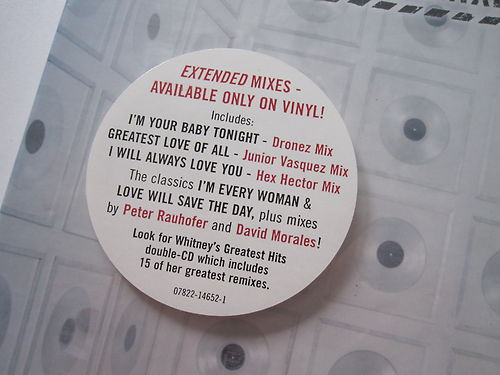 EXTENDED MIXES -
AVAILABLE ONLY ON VINYL!
Includes:
I'M YOUR BABY TONIGHT - Dronez Mix
GREATEST LOVE OF ALL - Junior Vasquez Mix
I WILL ALWAYS LOVE YOU - Hex Hector Mix
The classics I'M EVERY WOMAN &
LOVE WILL SAVE THE DAY, plus mixes
by Peter Rauhofer and David Morales!
Look for Whitney's Greatest Hits
double-CD which includes
15 of her greatest remixes.
07822-14652-1